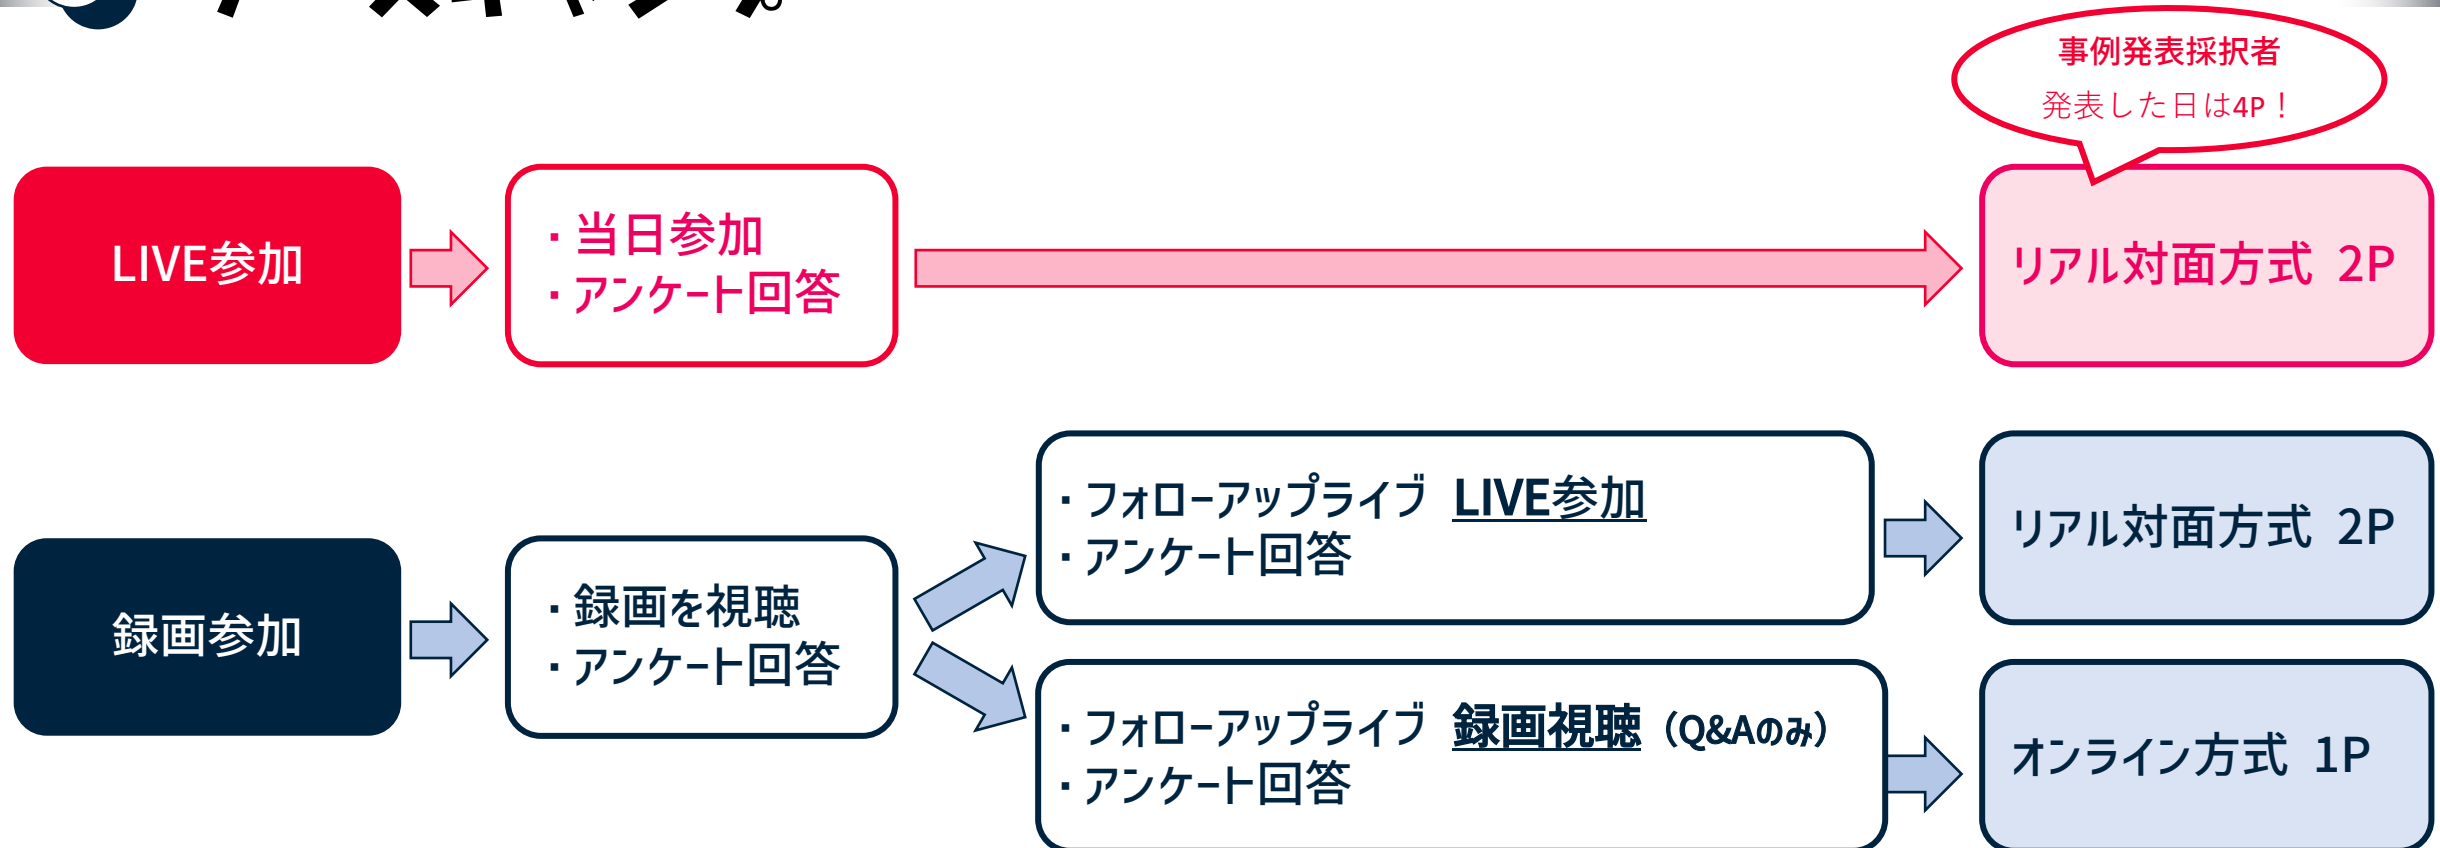 事例発表採択者
発表した日は4P！
LIVE参加
・当日参加
・アンケート回答
リアル対面方式 2P
録画参加
・録画を視聴
・アンケート回答
・フォローアップライブ LIVE参加
・アンケート回答
リアル対面方式 2P
・フォローアップライブ 録画視聴（Q&Aのみ）
・アンケート回答
オンライン方式 1P